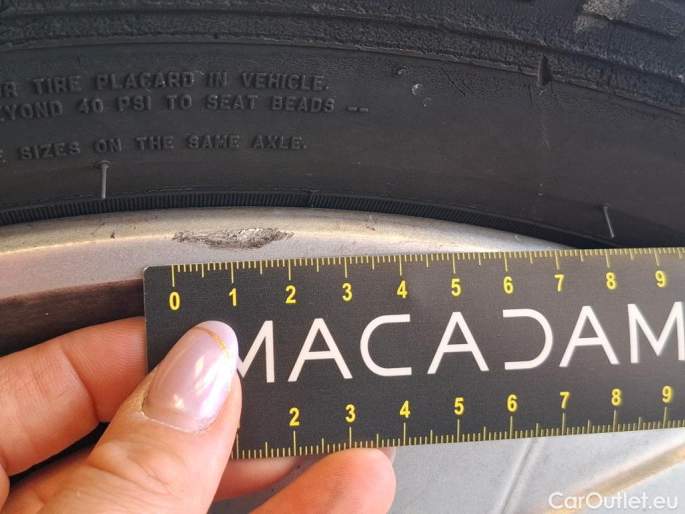 R TIRE PLACARD IN VEHICLE.
EYOND 40 PSI TO SEAT BEADS --
E SIZES ON THE SAME AXLE.
0 1 2 3 4 5 6 7 8 9
MACADAM
2 3 4 5 6 7 8 9
CarOutlet.eu